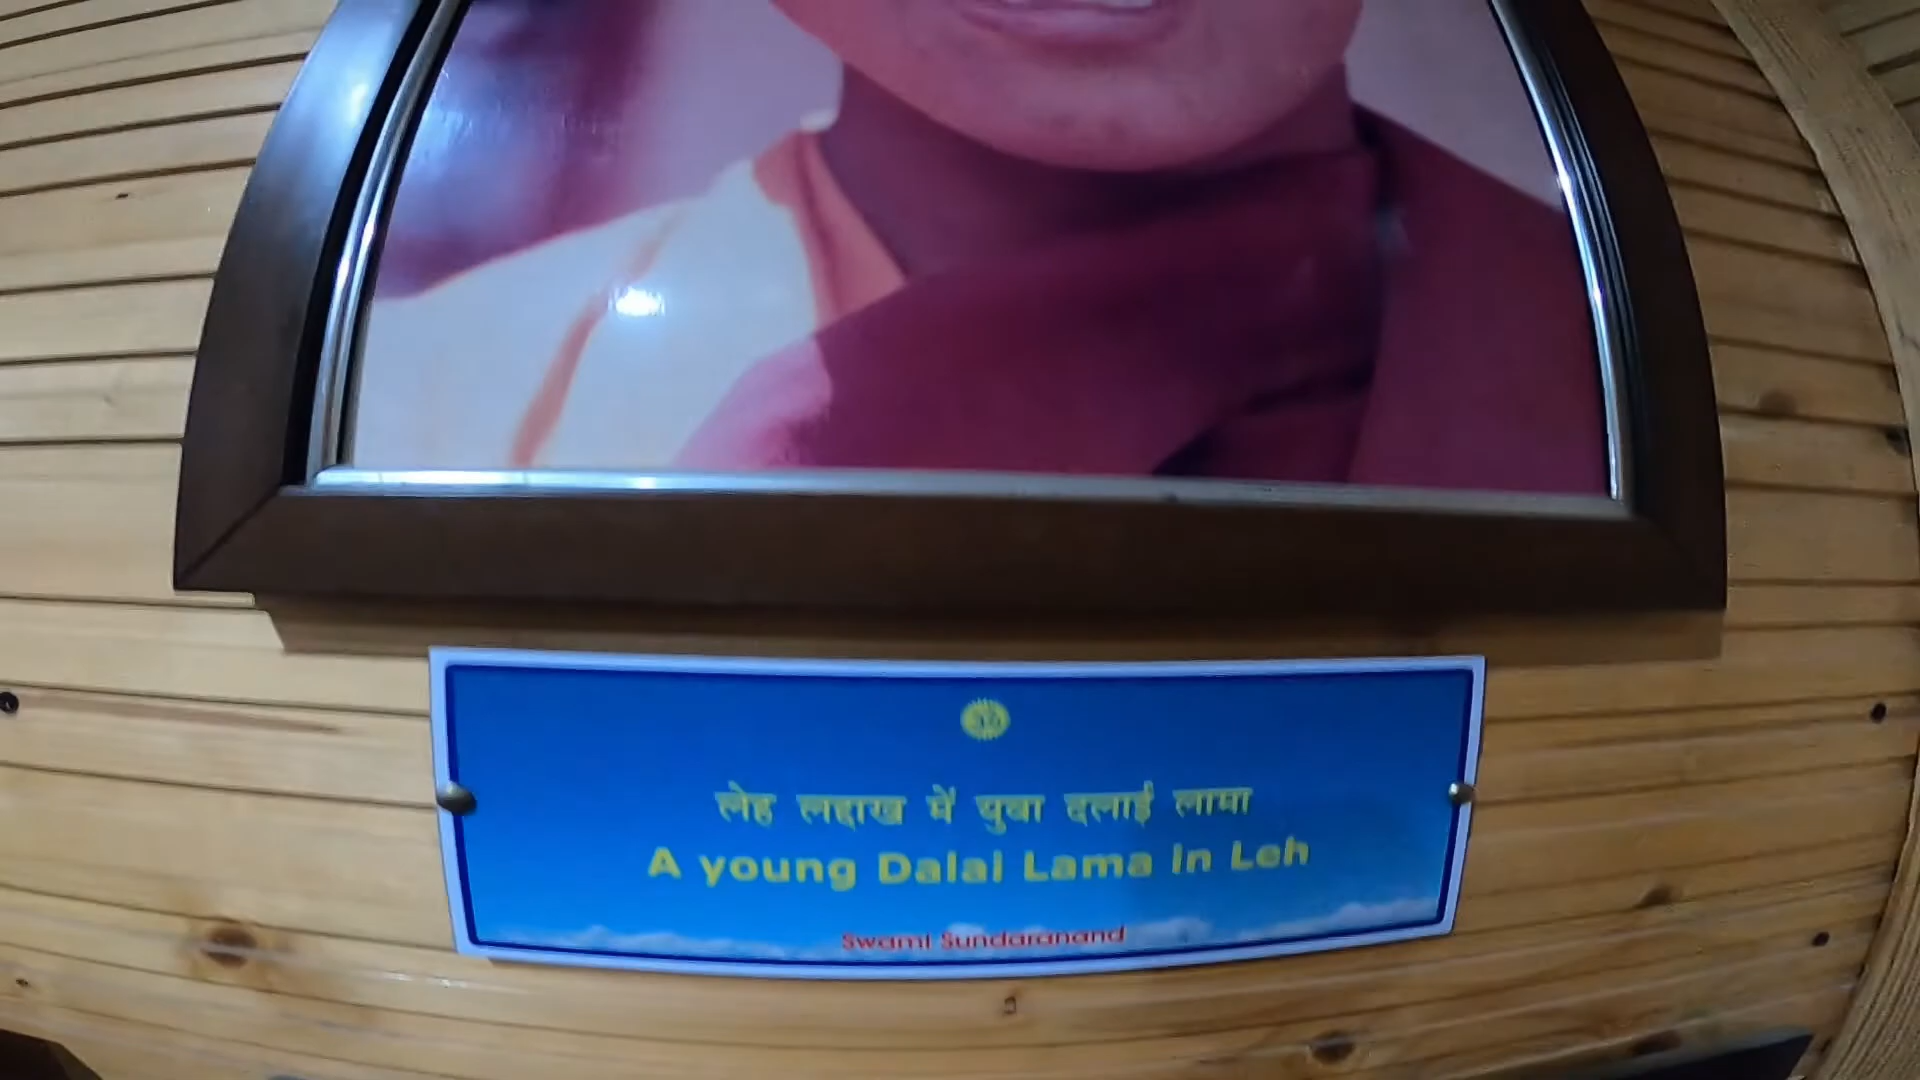 लेह लद्दाख में युवा दलाई लामा
A young Dalai Lama in Leh
Swami Sundaranand